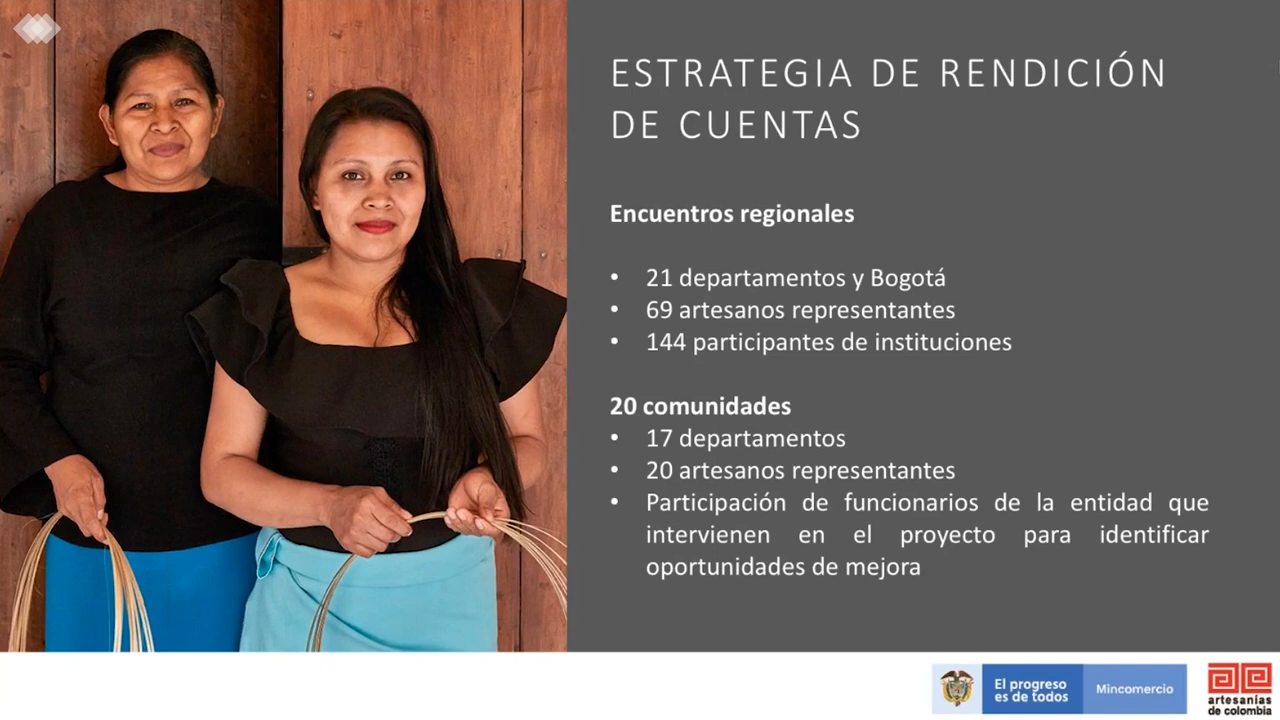 ESTRATEGIA DE RENDICIÓN
DE CUENTAS
Encuentros regionales
• 21 departamentos y Bogotá
• 69 artesanos representantes
• 144 participantes de instituciones
20 comunidades
• 17 departamentos
• 20 artesanos representantes
• Participación de funcionarios de la entidad que
intervienen en el proyecto para identificar
oportunidades de mejora
El progreso
es de todos
Mincomercio
artesanías
de colombia